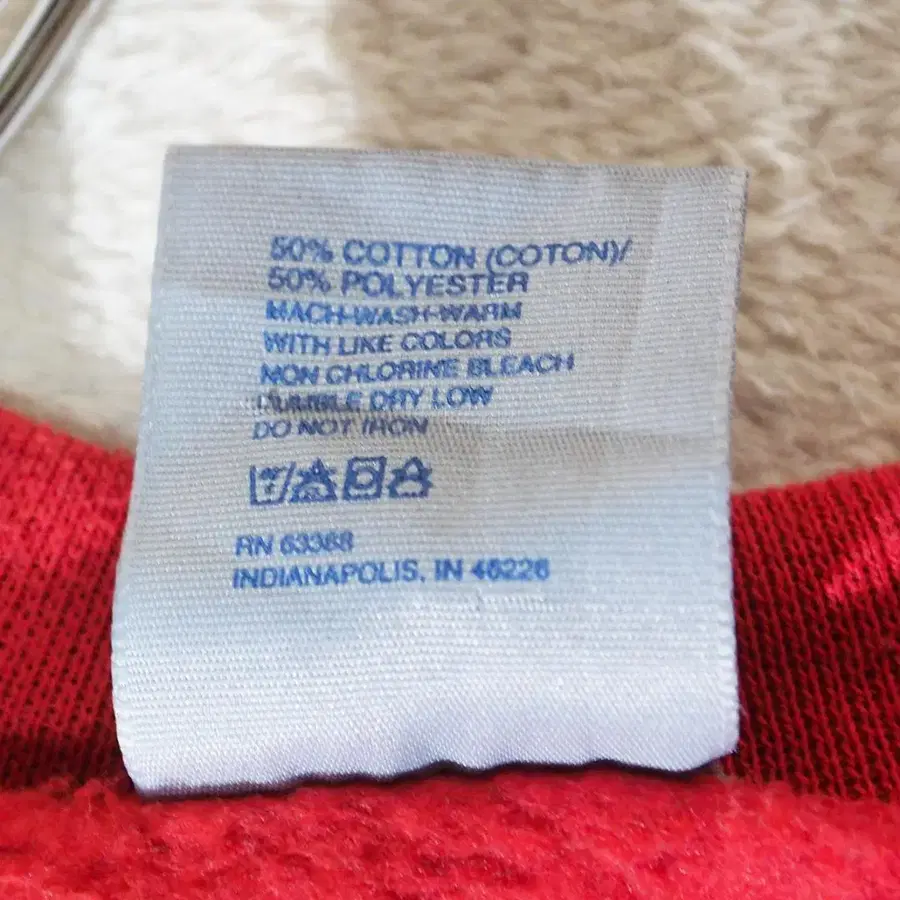 50% COTTON (COTON)/
50% POLYESTER
MACH-WASH-WARM
WITH LIKE COLORS
NON CHLORINE BLEACH
TUMBLE DRY LOW
DO NOT IRON
RN 63368
INDIANAPOLIS, IN 46226